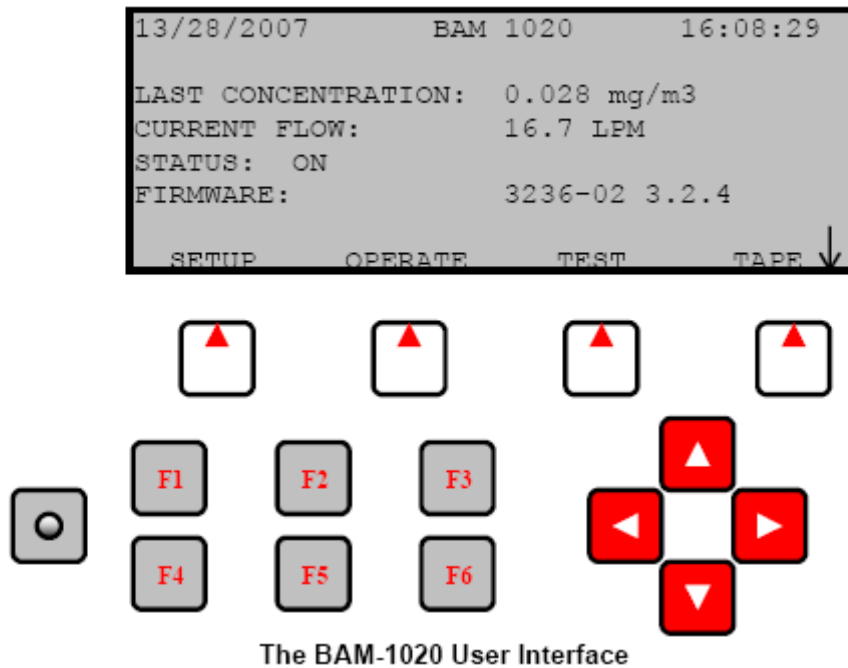 13/28/2007 BAM 1020 16:08:29
LAST CONCENTRATION: 0.028 mg/m3
CURRENT FLOW: 16.7 LPM
STATUS: ON
FIRMWARE: 3236-02 3.2.4
SETUP OPERATE TEST TAPE
F1 F2 F3
F4 F5 F6
The BAM-1020 User Interface